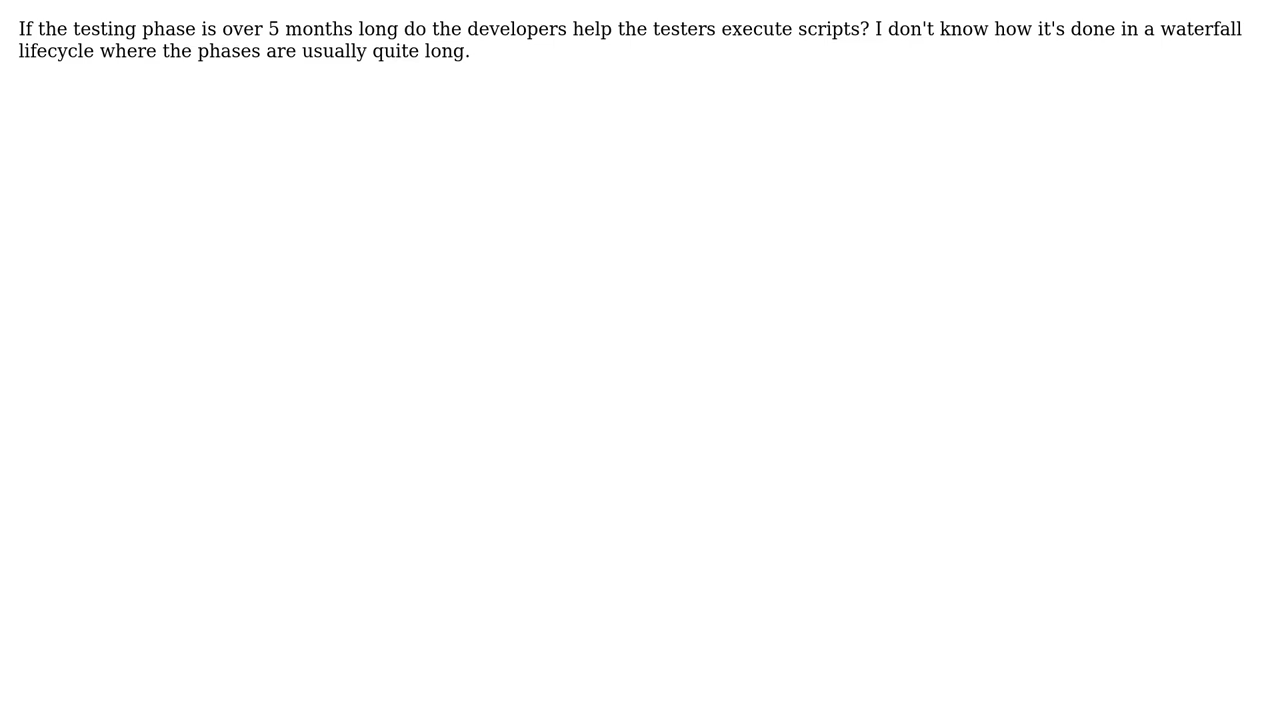 If the testing phase is over 5 months long do the developers help the testers execute scripts? I don't know how it's done in a waterfall
lifecycle where the phases are usually quite long.